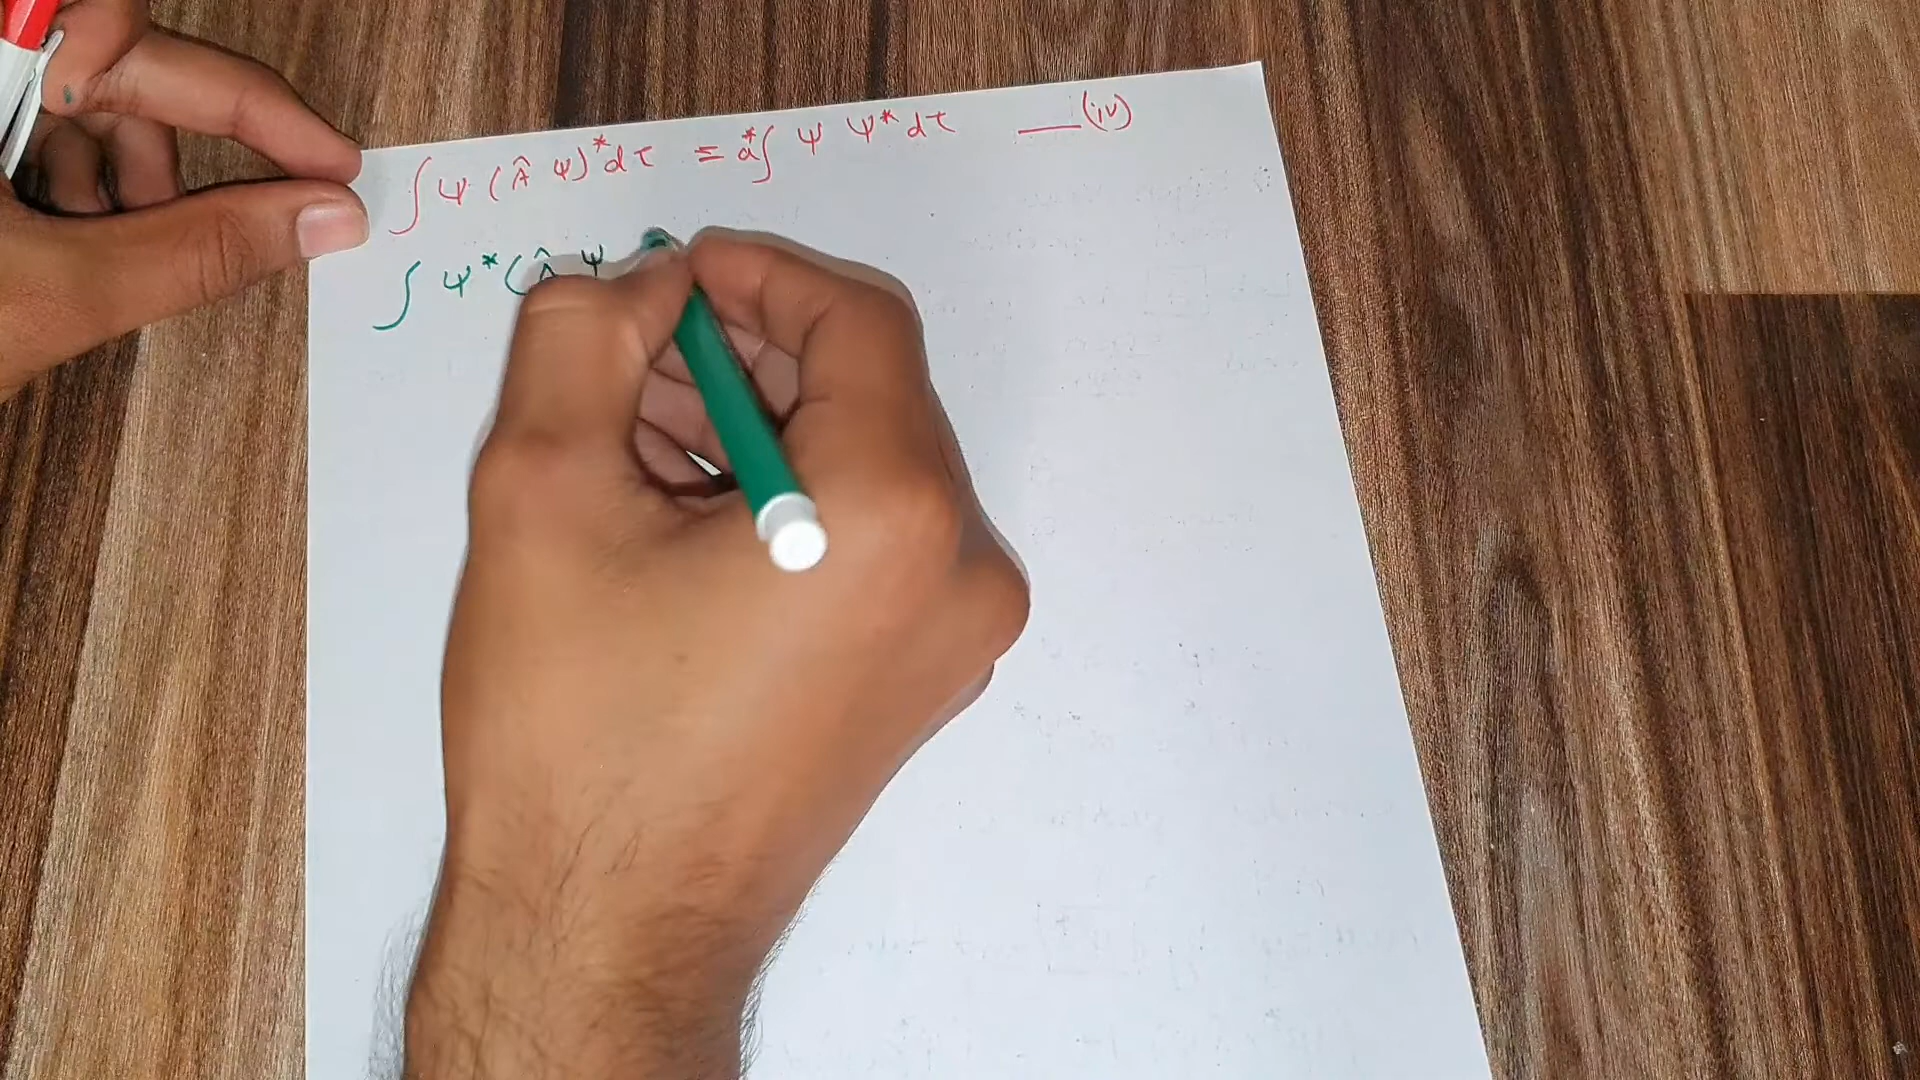 ∫ ψ (Â ψ)* dτ = a* ∫ ψ ψ* dτ —(iv)
∫ ψ* (Â ψ